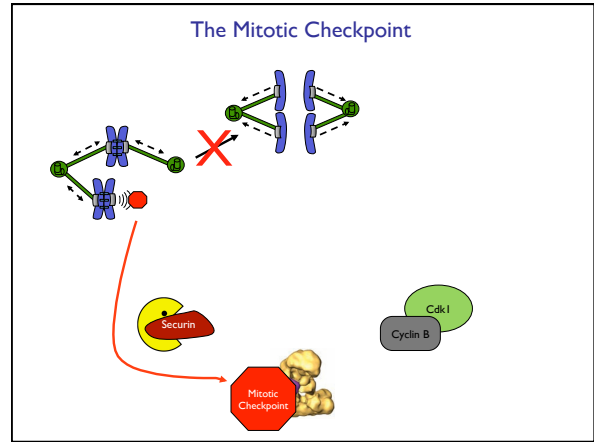 The Mitotic Checkpoint
Securin
Cdk1
Cyclin B
Mitotic
Checkpoint